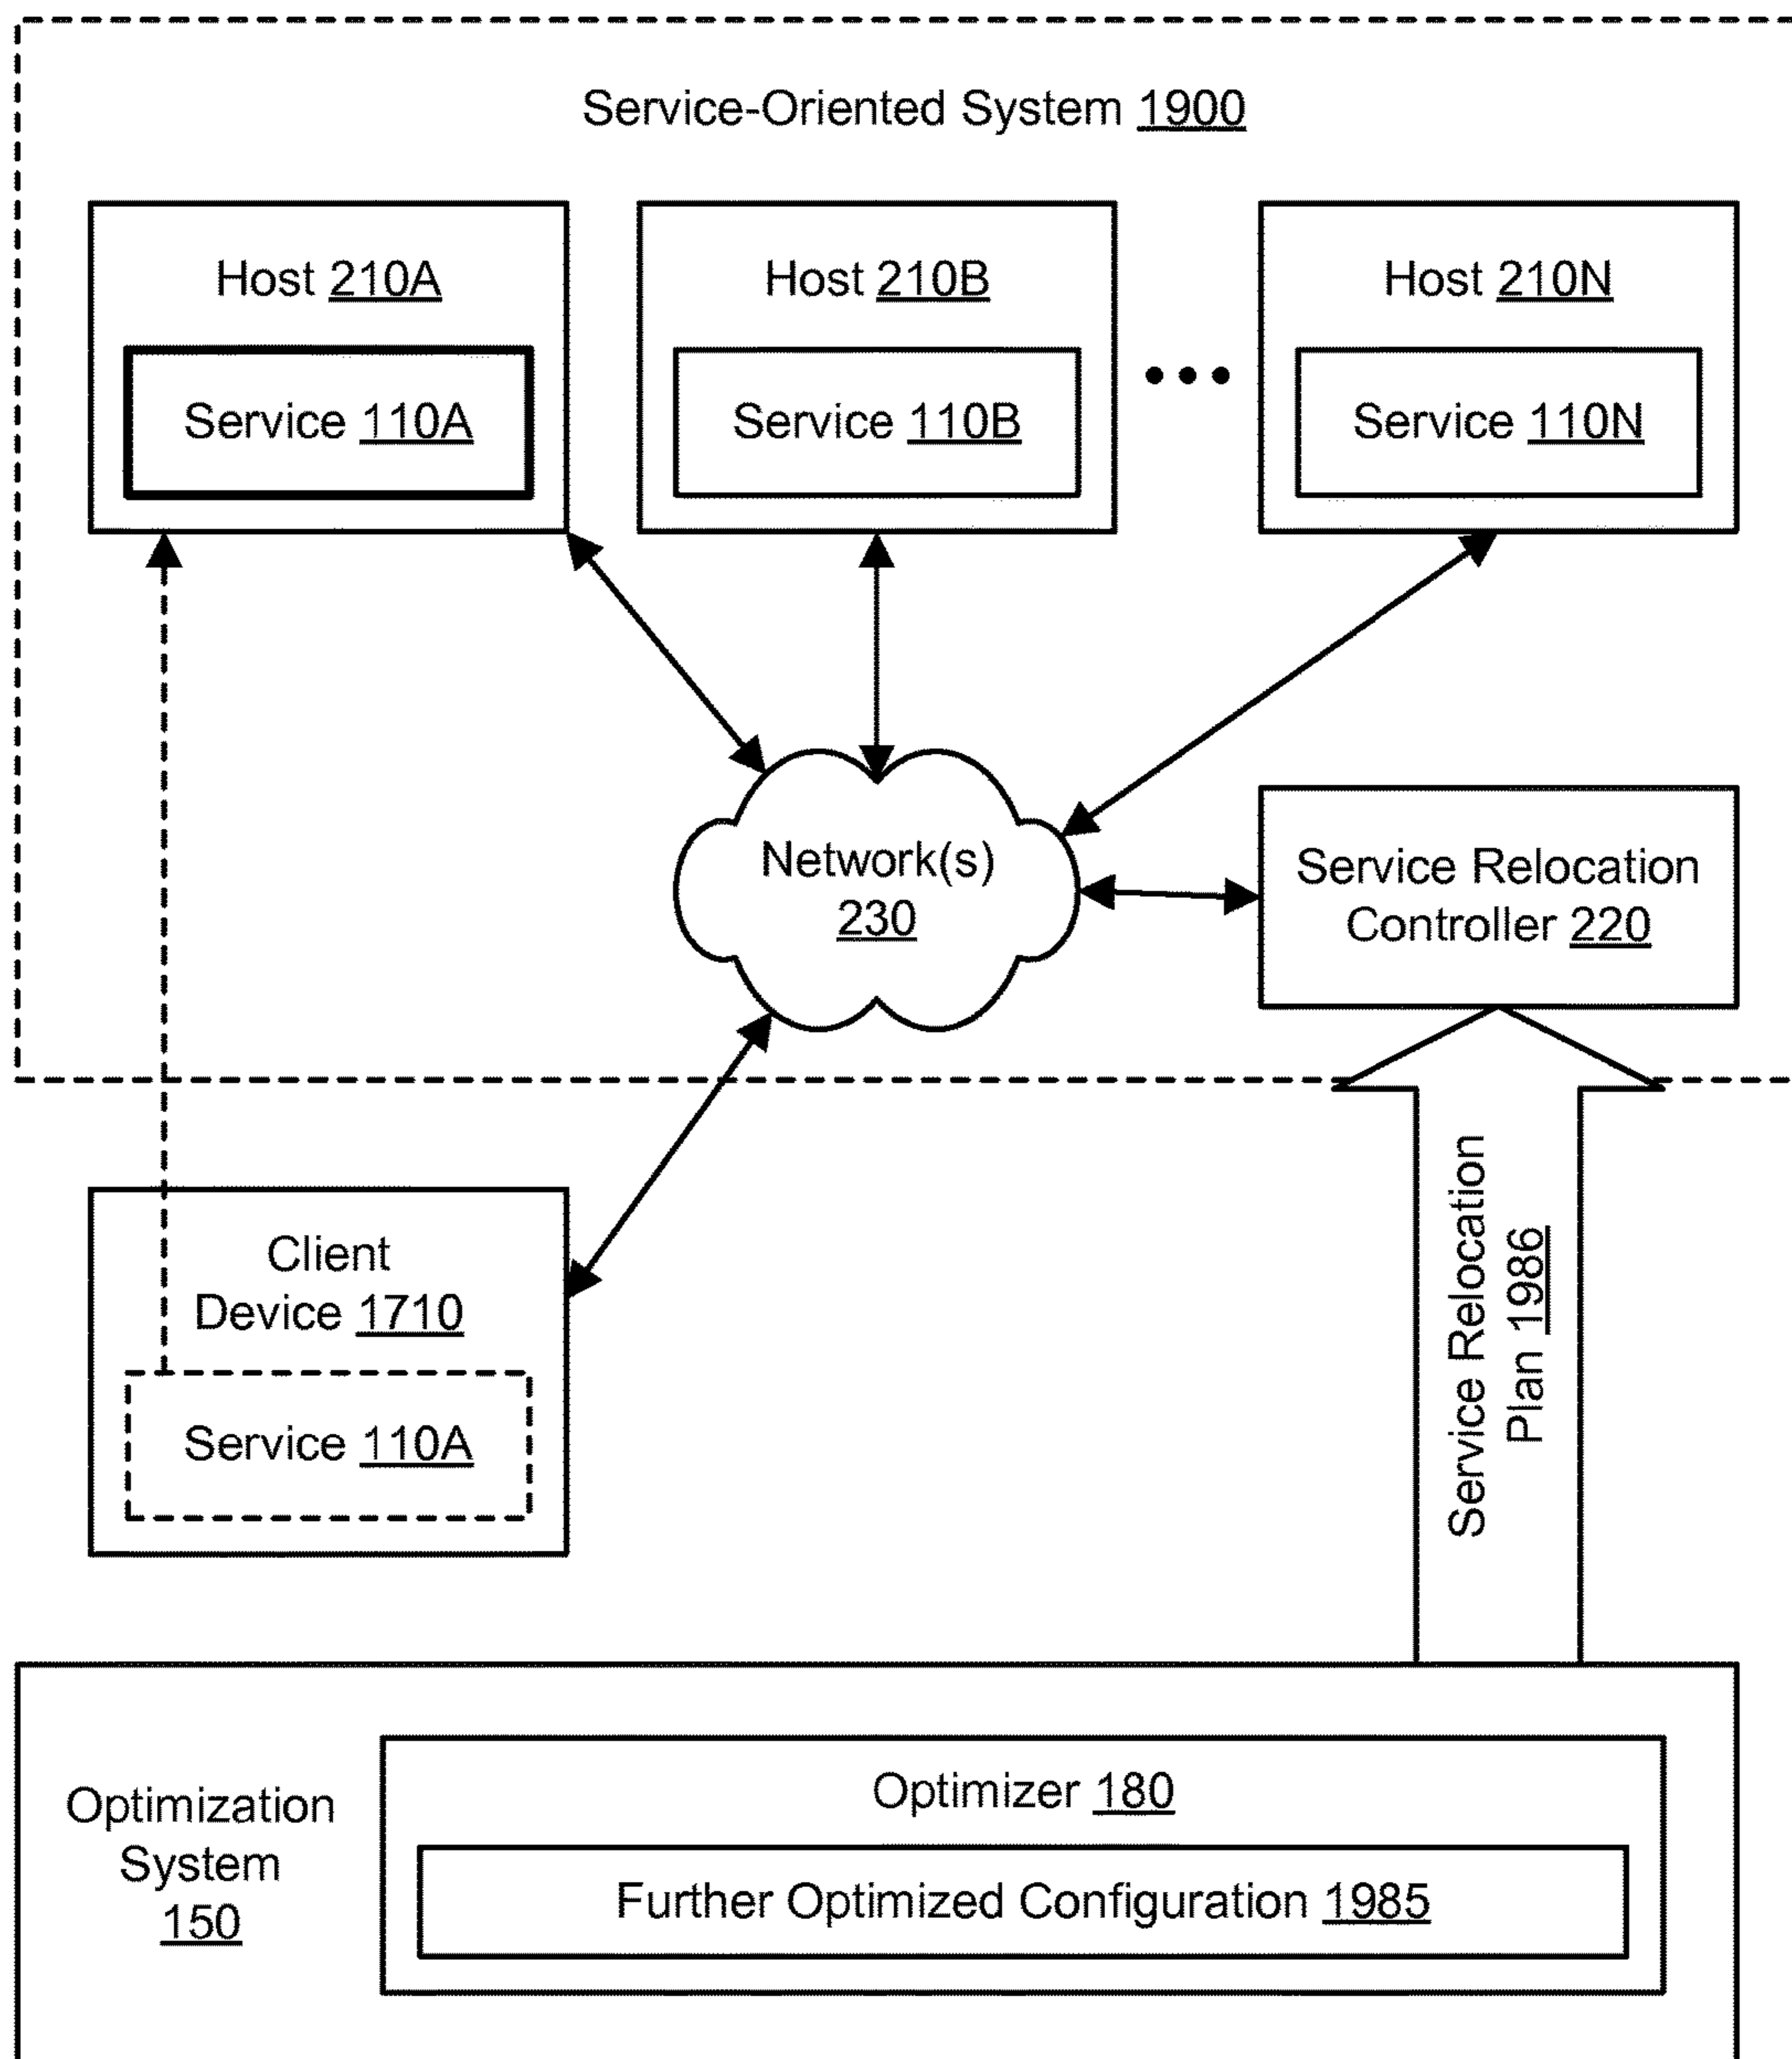 Service-Oriented System 1900
Host 210A
Service 110A
Host 210B
Service 110B
Host 210N
Service 110N
Network(s)
230
Service Relocation
Controller 220
Client
Device 1710
Service 110A
Service Relocation
Plan 1986
Optimization
System
150
Optimizer 180
Further Optimized Configuration 1985